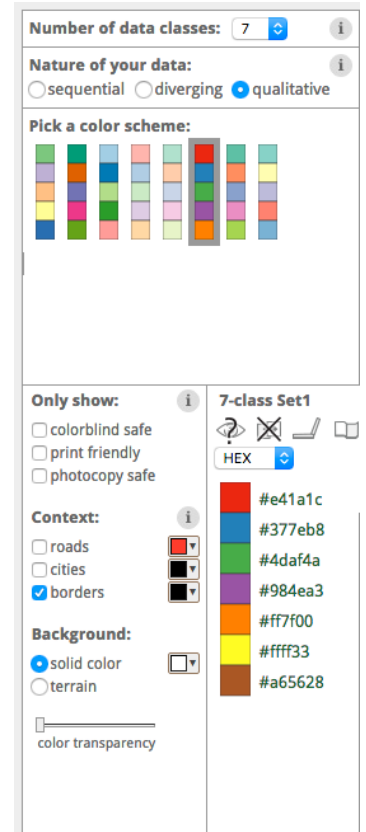 Number of data classes: 7 i
Nature of your data: i
sequential diverging qualitative
Pick a color scheme:
Only show: i
colorblind safe
print friendly
photocopy safe
Context: i
roads
cities
borders
Background:
solid color
terrain
color transparency
7-class Set1
HEX
#e41a1c
#377eb8
#4daf4a
#984ea3
#ff7f00
#ffff33
#a65628